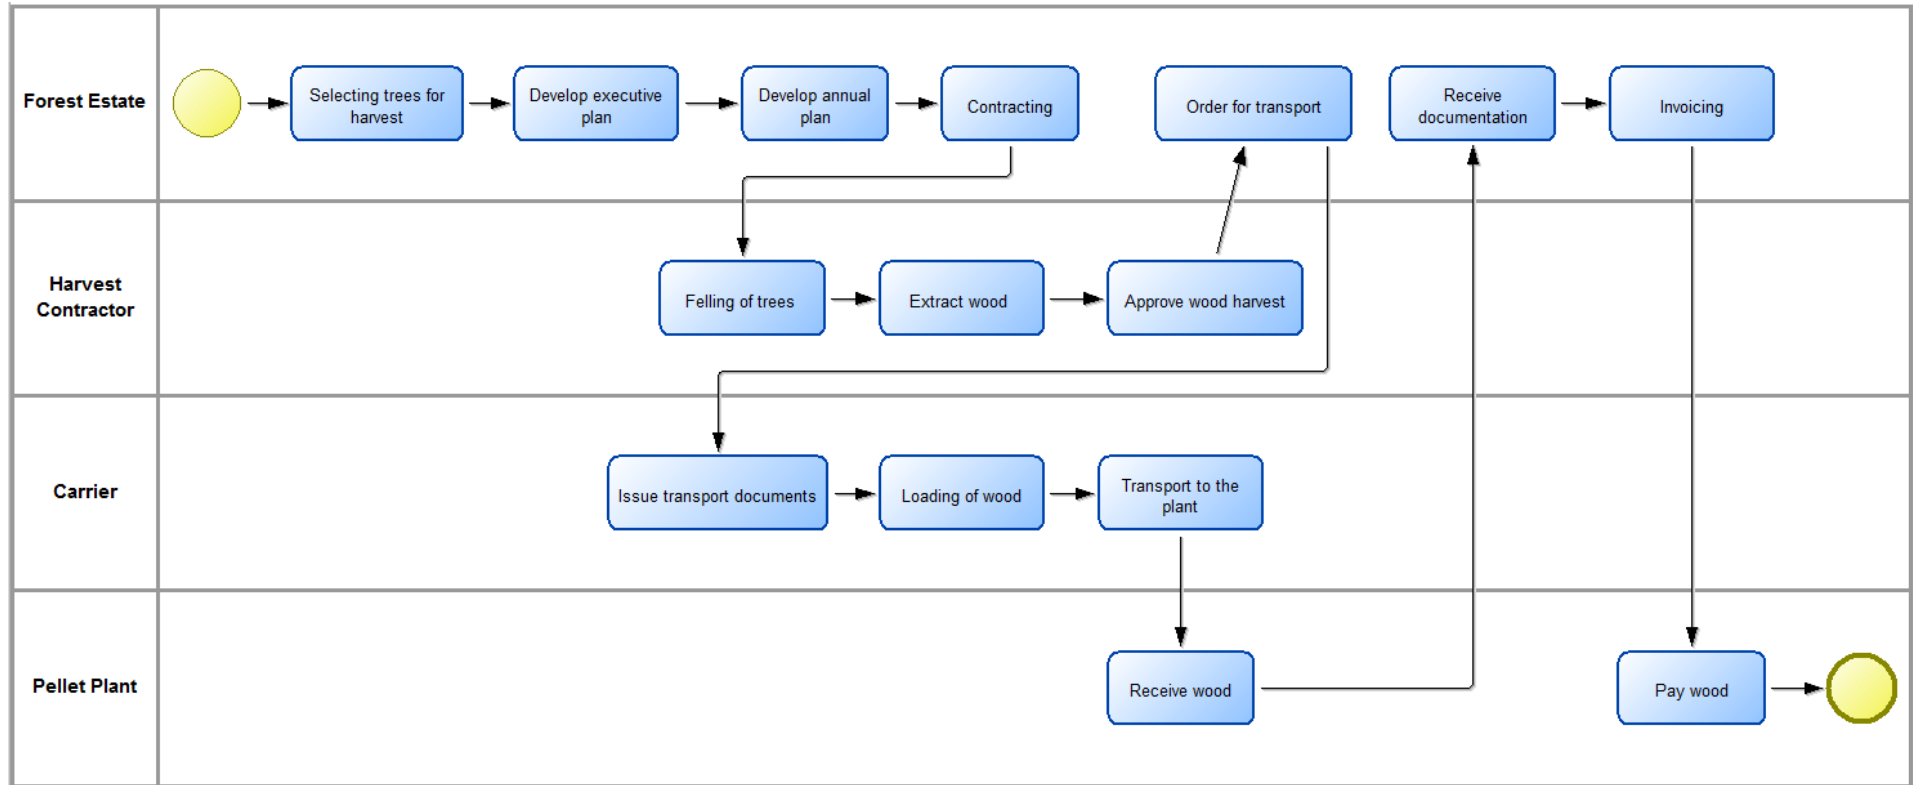 Forest Estate
Selecting trees for
harvest
Develop executive
plan
Develop annual
plan
Contracting
Order for transport
Receive
documentation
Invoicing
Harvest
Contractor
Felling of trees
Extract wood
Approve wood harvest
Carrier
Issue transport documents
Loading of wood
Transport to the
plant
Pellet Plant
Receive wood
Pay wood